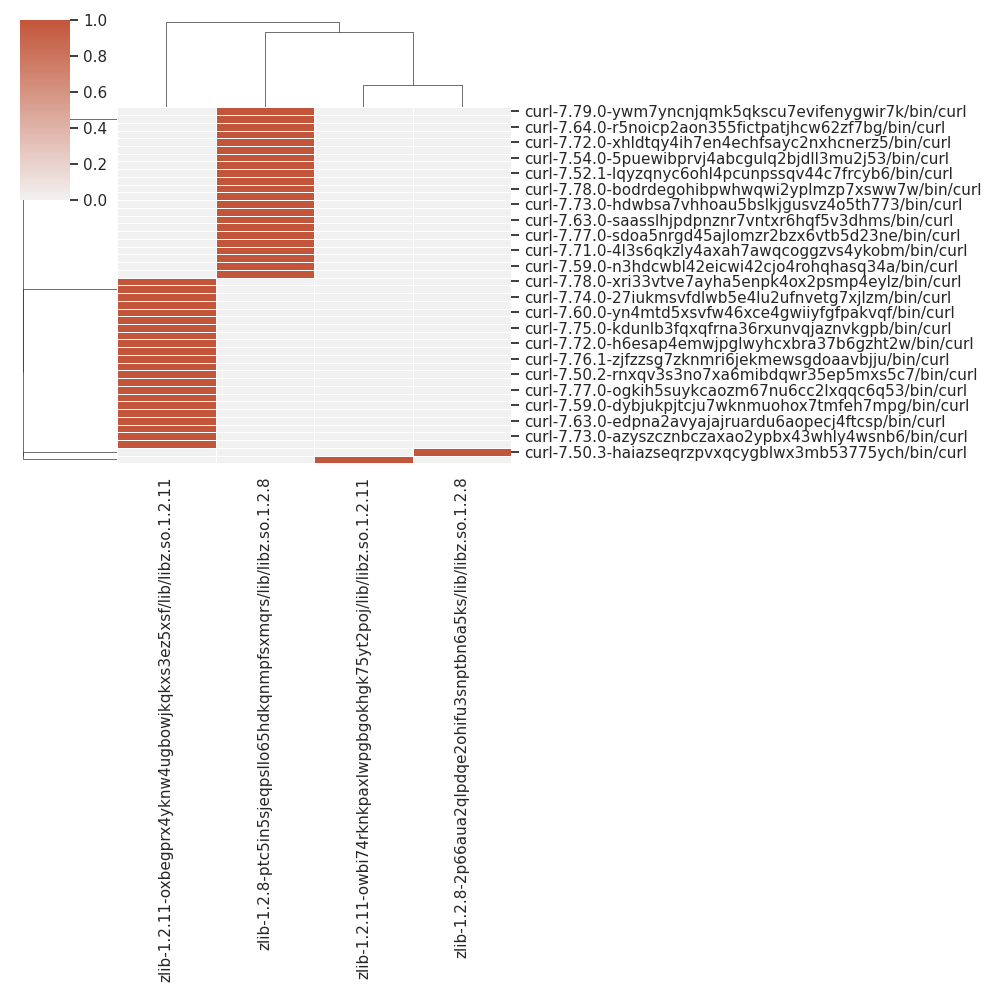 1.0
0.8
0.6
0.4
0.2
0.0
curl-7.79.0-ywm7yncnjqmk5qkscu7evifenygwir7k/bin/curl
curl-7.64.0-r5noicp2aon355fictpatjhcw62zf7bg/bin/curl
curl-7.72.0-xhldtqy4ih7en4echfsayc2nxhcnerz5/bin/curl
curl-7.54.0-5puewibprvj4abcgulq2bjdll3mu2j53/bin/curl
curl-7.52.1-lqyzqnyc6ohl4pcunpssqv44c7frcyb6/bin/curl
curl-7.78.0-bodrdegohibpwhwqwi2yplmzp7xsww7w/bin/curl
curl-7.73.0-hdwbsa7vhhoau5bslkjgusvz4o5th773/bin/curl
curl-7.63.0-saasslhjpdpnznr7vntxr6hqf5v3dhms/bin/curl
curl-7.77.0-sdoa5nrgd45ajlomzr2bzx6vtb5d23ne/bin/curl
curl-7.71.0-4l3s6qkzly4axah7awqcoggzvs4ykobm/bin/curl
curl-7.59.0-n3hdcwbl42eicwi42cjo4rohqhasq34a/bin/curl
curl-7.78.0-xri33vtve7ayha5enpk4ox2psmp4eylz/bin/curl
curl-7.74.0-27iukmsvfdlwb5e4lu2ufnvetg7xjlzm/bin/curl
curl-7.60.0-yn4mtd5xsvfw46xce4gwiiyfgfpakvqf/bin/curl
curl-7.75.0-kdunlb3fqxqfrna36rxunvqjaznvkgpb/bin/curl
curl-7.72.0-h6esap4emwjpglwyhcxbra37b6gzht2w/bin/curl
curl-7.76.1-zjfzzsg7zknmri6jekmewsgdoaavbjju/bin/curl
curl-7.50.2-rnxqv3s3no7xa6mibdqwr35ep5mxs5c7/bin/curl
curl-7.77.0-ogkih5suykcaozm67nu6cc2lxqqc6q53/bin/curl
curl-7.59.0-dybjukpjtcju7wknmuohox7tmfeh7mpg/bin/curl
curl-7.63.0-edpna2avyajajruardu6aopecj4ftcsp/bin/curl
curl-7.73.0-azyszcznbczaxao2ypbx43whly4wsnb6/bin/curl
curl-7.50.3-haiazseqrzpvxqcygblwx3mb53775ych/bin/curl
zlib-1.2.11-oxbegprx4yknw4ugbowjkqkxs3ez5xsf/lib/libz.so.1.2.11
zlib-1.2.8-ptc5in5sjeqpsllo65hdkqnmpfsxmqrs/lib/libz.so.1.2.8
zlib-1.2.11-owbi74rknkpaxlwpgbgokhgk75yt2poj/lib/libz.so.1.2.11
zlib-1.2.8-2p66aua2qlpdqe2ohifu3snptbn6a5ks/lib/libz.so.1.2.8